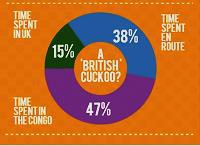 TIME
SPENT
IN UK
15%
38%
TIME
SPENT
EN
ROUTE
A
'BRITISH'
CUCKOO?
TIME
SPENT IN
THE CONGO
47%